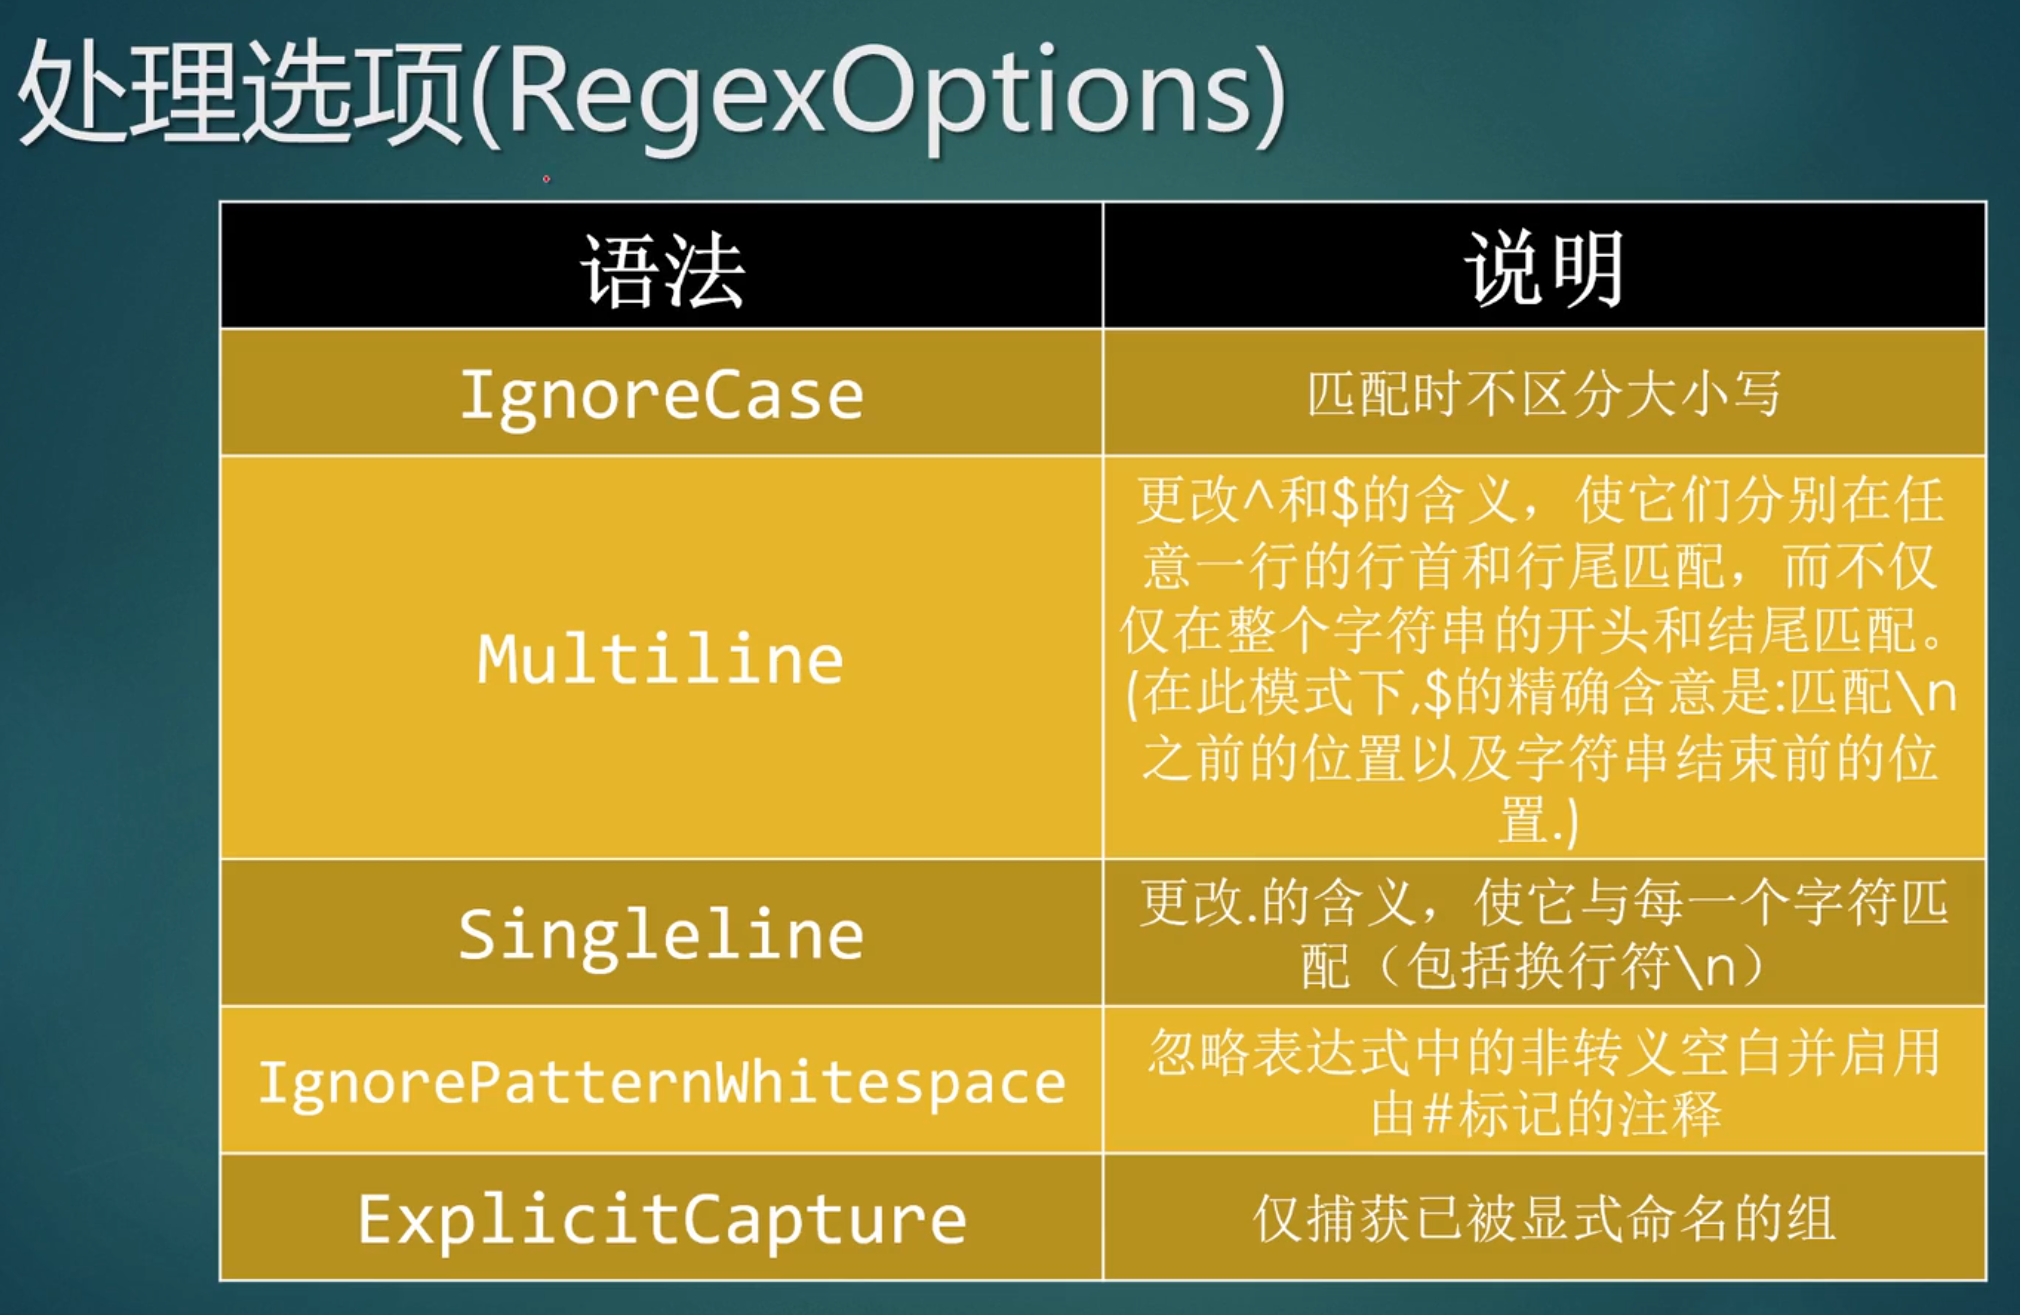 处理选项(RegexOptions)
语法
说明
IgnoreCase
匹配时不区分大小写
Multiline
更改^和$的含义，使它们分别在任
意一行的行首和行尾匹配，而不仅
仅在整个字符串的开头和结尾匹配。
(在此模式下,$的精确含意是:匹配\n
之前的位置以及字符串结束前的位
置.)
Singleline
更改.的含义，使它与每一个字符匹
配（包括换行符\n）
IgnorePatternWhitespace
忽略表达式中的非转义空白并启用
由#标记的注释
ExplicitCapture
仅捕获已被显式命名的组